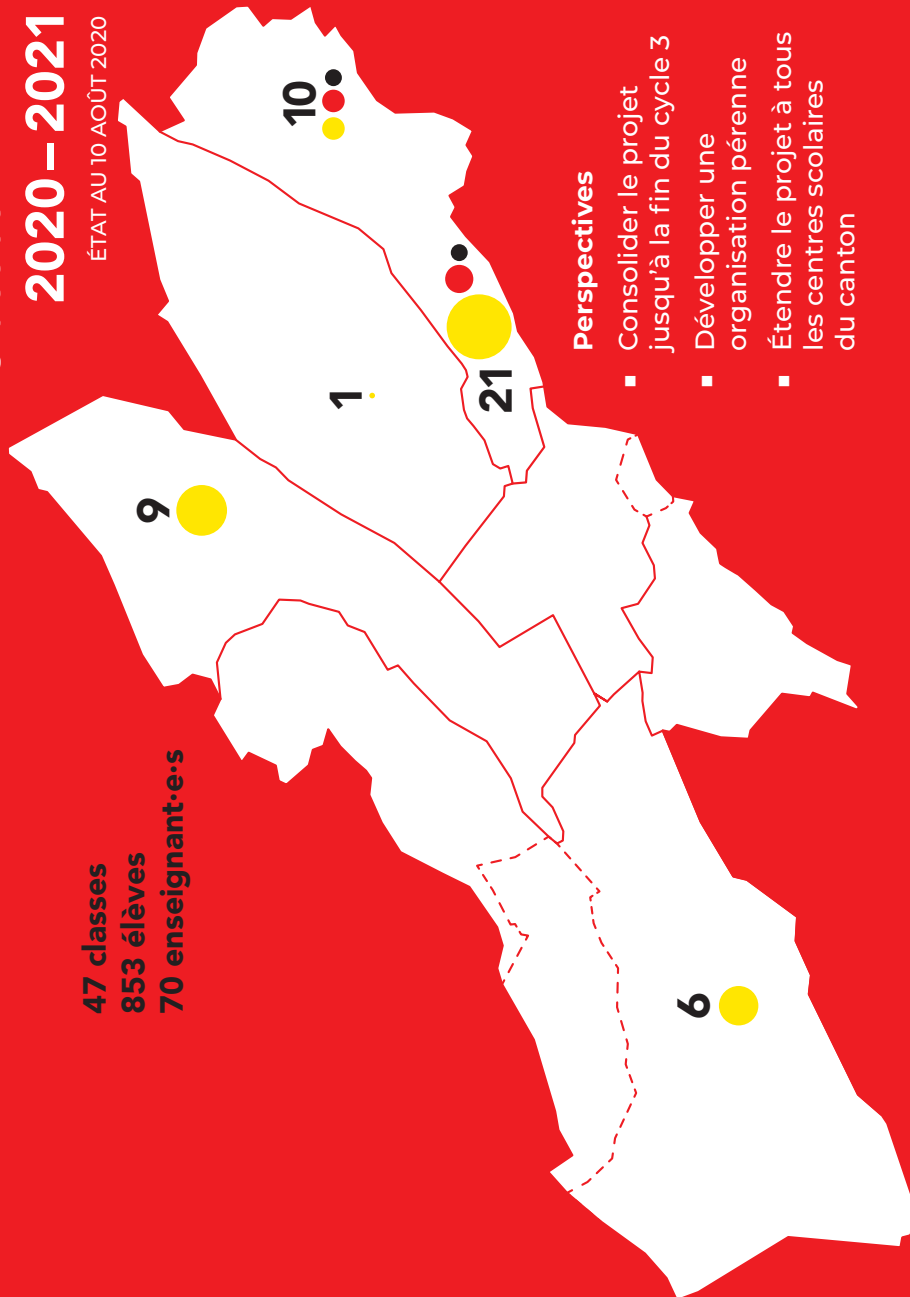 2020 – 2021
ÉTAT AU 10 AOÛT 2020
47 classes
853 élèves
70 enseignant·e·s
10
1
9
21
6
Perspectives
▪ Consolider le projet
jusqu'à la fin du cycle 3
▪ Développer une
organisation pérenne
▪ Étendre le projet à tous
les centres scolaires
du canton